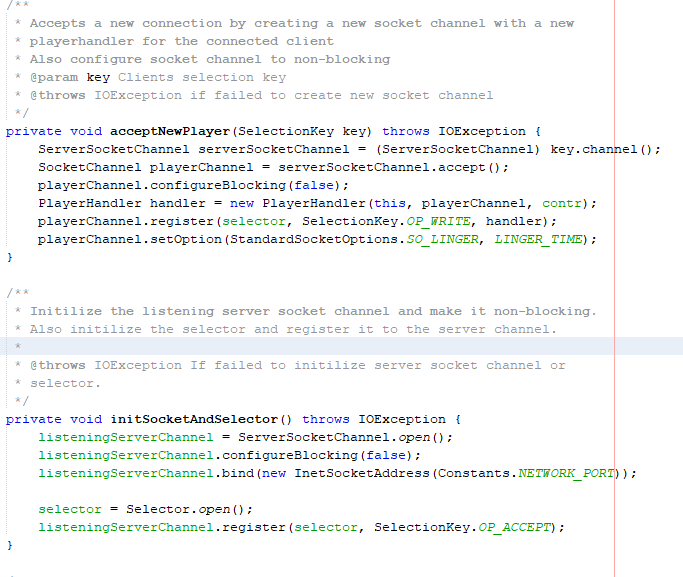 /**
 * Accepts a new connection by creating a new socket channel with a new
 * playerhandler for the connected client
 * Also configure socket channel to non-blocking
 * @param key Clients selection key
 * @throws IOException if failed to create new socket channel
 */
private void acceptNewPlayer(SelectionKey key) throws IOException {
    ServerSocketChannel serverSocketChannel = (ServerSocketChannel) key.channel();
    SocketChannel playerChannel = serverSocketChannel.accept();
    playerChannel.configureBlocking(false);
    PlayerHandler handler = new PlayerHandler(this, playerChannel, contr);
    playerChannel.register(selector, SelectionKey.OP_WRITE, handler);
    playerChannel.setOption(StandardSocketOptions.SO_LINGER, LINGER_TIME);
}
/**
 * Initilize the listening server socket channel and make it non-blocking.
 * Also initilize the selector and register it to the server channel.
 *
 * @throws IOException If failed to initilize server socket channel or
 * selector.
 */
private void initSocketAndSelector() throws IOException {
    listeningServerChannel = ServerSocketChannel.open();
    listeningServerChannel.configureBlocking(false);
    listeningServerChannel.bind(new InetSocketAddress(Constants.NETWORK_PORT));
    selector = Selector.open();
    listeningServerChannel.register(selector, SelectionKey.OP_ACCEPT);
}